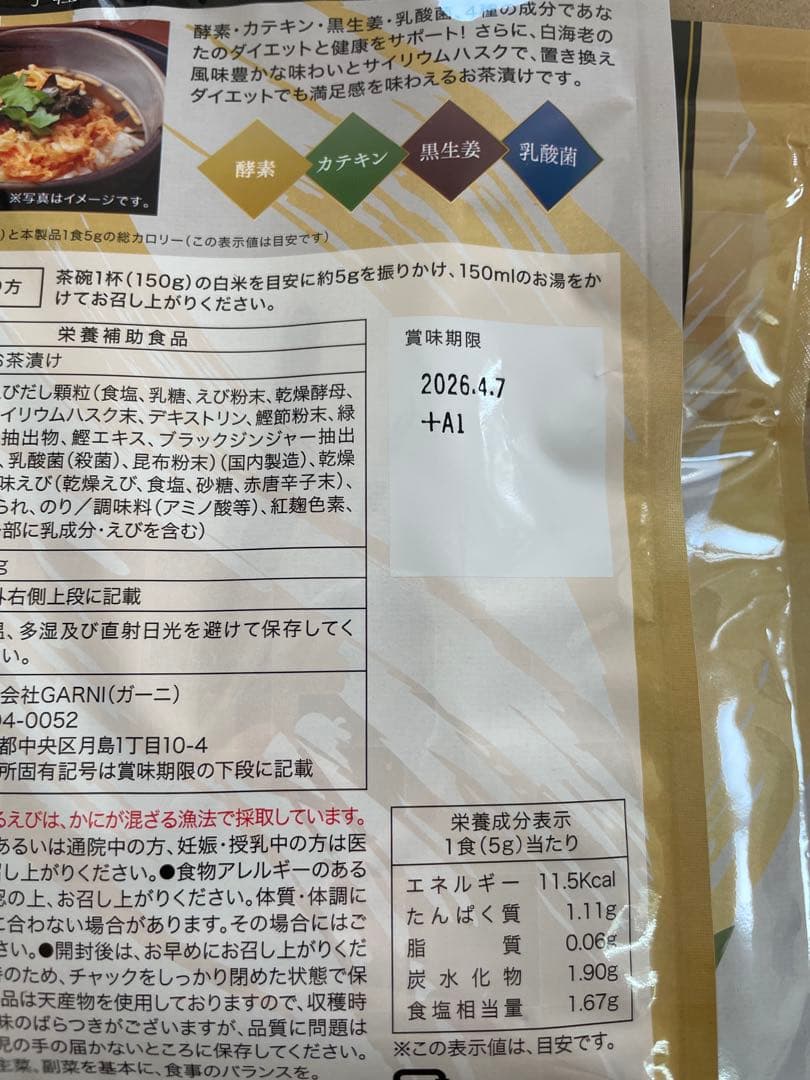 酵素・カテキン・黒生姜・乳酸菌、4種の成分であな
たのダイエットと健康をサポート! さらに、白海老の
風味豊かな味わいとサイリウムハスクで、置き換え
ダイエットでも満足感を味わえるお茶漬けです。
酵素
カテキン
黒生姜
乳酸菌
※写真はイメージです。
)と本製品1食5gの総カロリー(この表示値は目安です)
方
茶碗1杯(150g)の白米を目安に約5gを振りかけ、150mlのお湯をか
けてお召し上がりください。
栄養補助食品
お茶漬け
びだし顆粒(食塩、乳糖、えび粉末、乾燥酵母、
イリウムハスク末、デキストリン、鰹節粉末、緑
抽出物、鰹エキス、ブラックジンジャー抽出
、乳酸菌(殺菌)、昆布粉末)(国内製造)、乾燥
味えび(乾燥えび、食塩、砂糖、赤唐辛子末)、
られ、のり/調味料(アミノ酸等)、紅麹色素、
部に乳成分・えびを含む)
g
右側上段に記載
、多湿及び直射日光を避けて保存してく
い。
会社GARNI(ガーニ)
04-0052
都中央区月島1丁目10-4
所固有記号は賞味期限の下段に記載
賞味期限
2026.4.7
+A1
るえびは、かにが混ざる漁法で採取しています。
あるいは通院中の方、妊娠・授乳中の方は医
召し上がりください。●食物アレルギーのある
認の上、お召し上がりください。体質・体調に
に合わない場合があります。その場合にはご
さい。●開封後は、お早めにお召し上がりくだ
のため、チャックをしっかり閉めた状態で保
品は天産物を使用しておりますので、収穫時
味のばらつきがございますが、品質に問題は
児の手の届かないところに保存してください。
主菜、副菜を基本に、食事のバランスを。
栄養成分表示
1食(5g)当たり
エネルギー 11.5Kcal
たんぱく質 1.11g
脂質 0.06g
炭水化物 1.90g
食塩相当量 1.67g
※この表示値は、目安です。